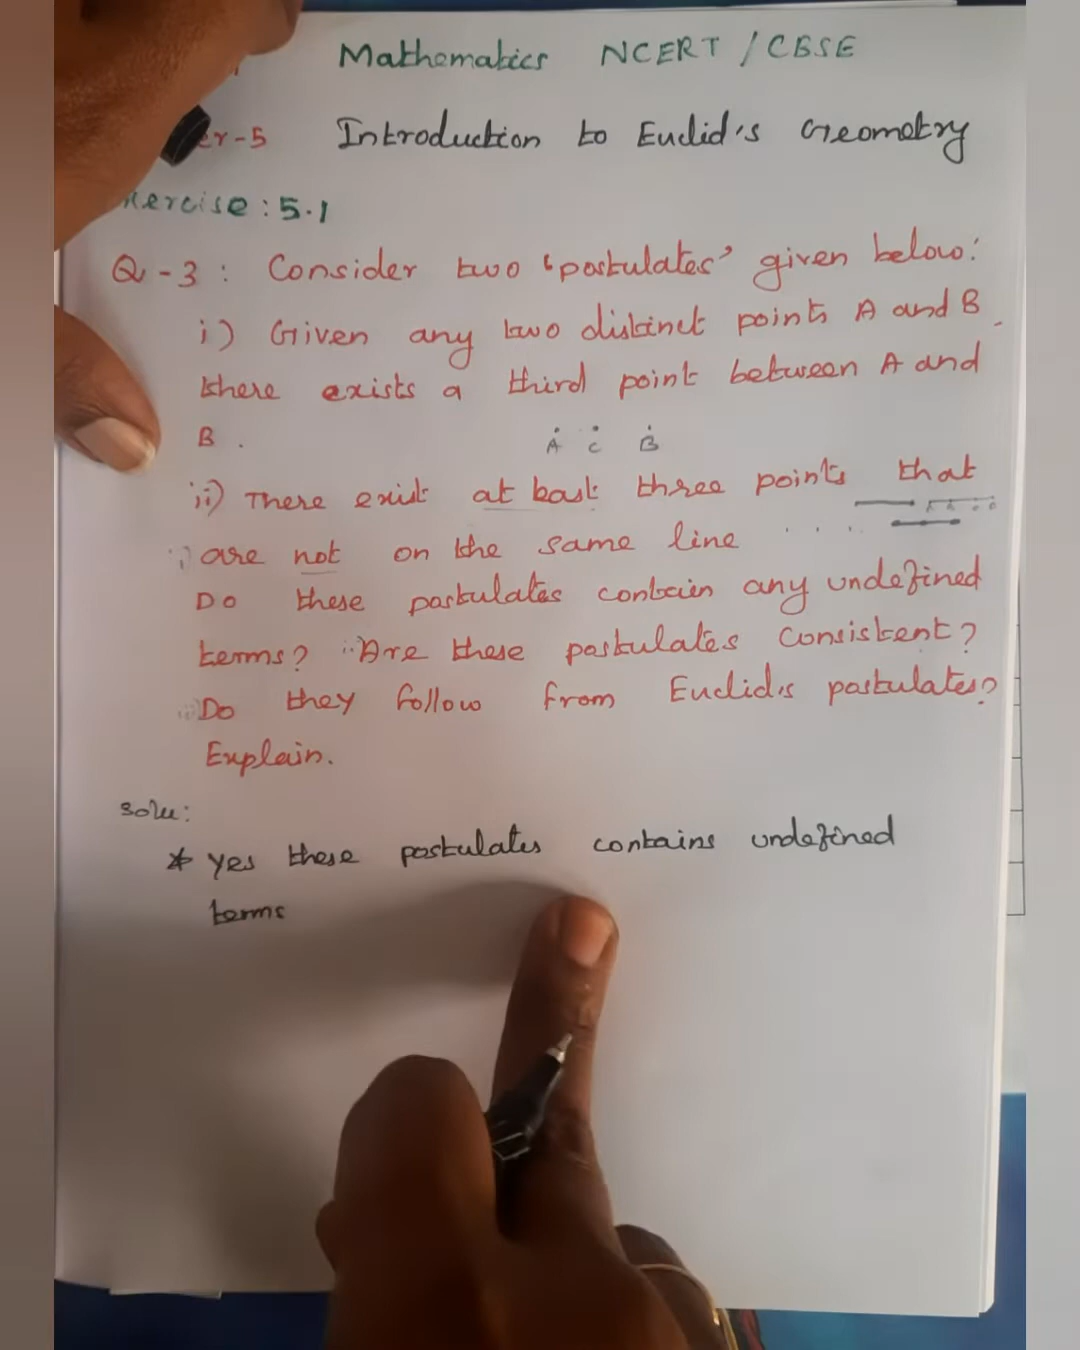 Mathematics NCERT / CBSE
er-5 Introduction to Euclid's Geometry
xercise : 5.1
Q-3 : Consider two 'postulates' given below:
i) Given any two distinct points A and B
there exists a third point between A and
B .
A C B
ii) There exist at least three points that
are not on the same line
Do these postulates contain any undefined
terms? Are these postulates consistent?
Do they follow from Euclid's postulates?
Explain.
Solu:
* Yes these postulates contains undefined
terms